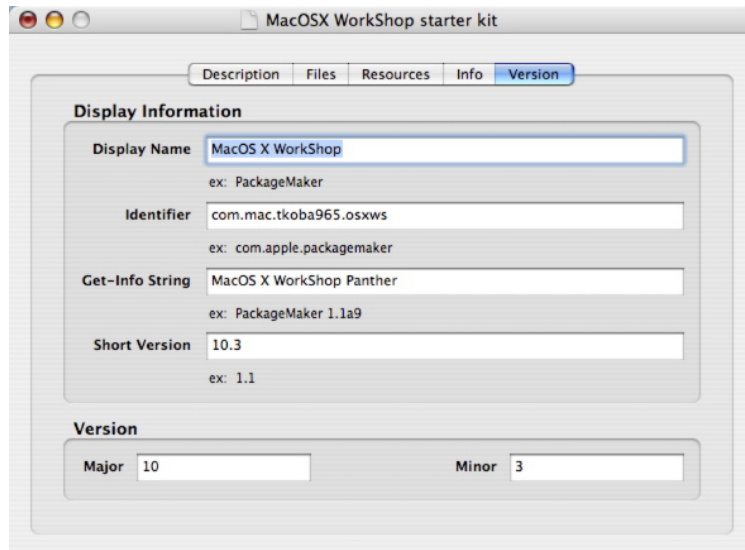 MacOSX WorkShop starter kit
Description Files Resources Info Version
Display Information
Display Name MacOS X WorkShop
ex: PackageMaker
Identifier com.mac.tkoba965.osxws
ex: com.apple.packagemaker
Get-Info String MacOS X WorkShop Panther
ex: PackageMaker 1.1a9
Short Version 10.3
ex: 1.1
Version
Major 10 Minor 3